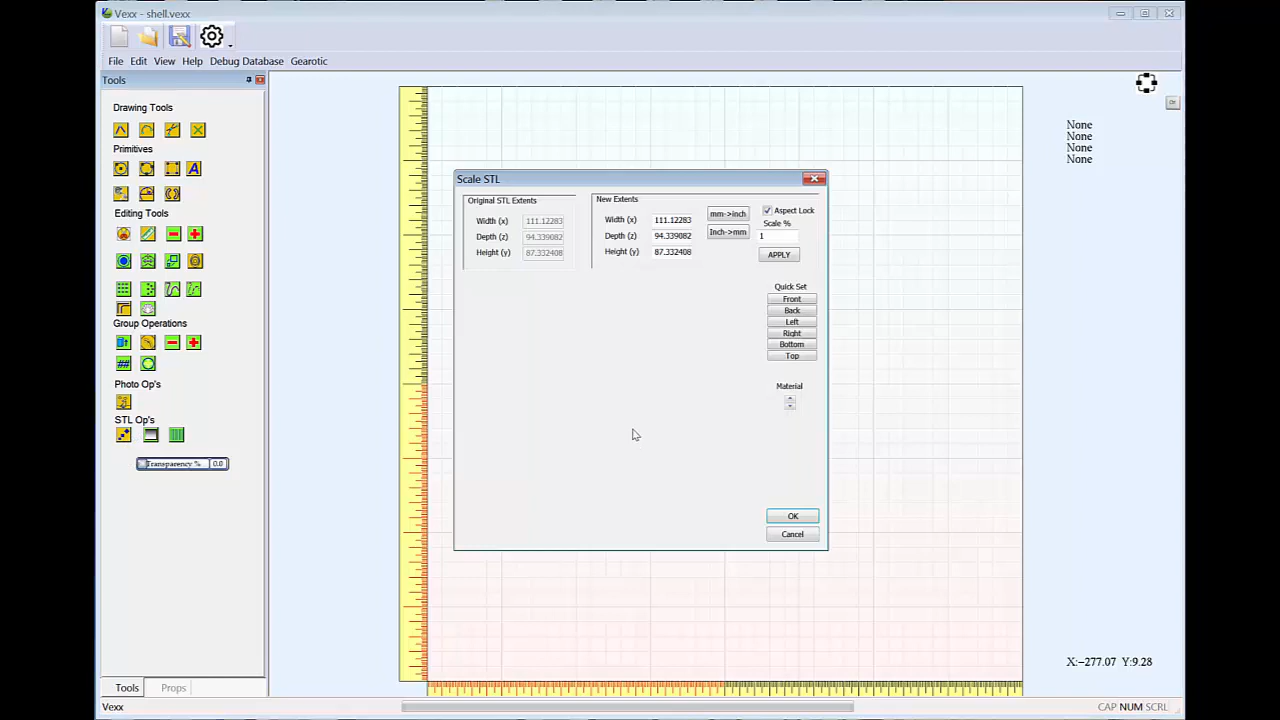 Vexx - shell.vexx
File Edit View Help Debug Database Gearotic
Tools
Drawing Tools
Primitives
A
Editing Tools
Group Operations
Photo Op's
STL Op's
Transparency % 0.0
Tools Props
Vexx
Scale STL
Original STL Extents
Width (x) 111.12283
Depth (z) 94.339082
Height (y) 87.332408
New Extents
Width (x) 111.12283
Depth (z) 94.339082
Height (y) 87.332408
mm->inch
Inch->mm
Aspect Lock
Scale %
1
APPLY
Quick Set
Front
Back
Left
Right
Bottom
Top
Material
OK
Cancel
None
None
None
None
X:-277.07 Y:9.28
CAP NUM SCRL